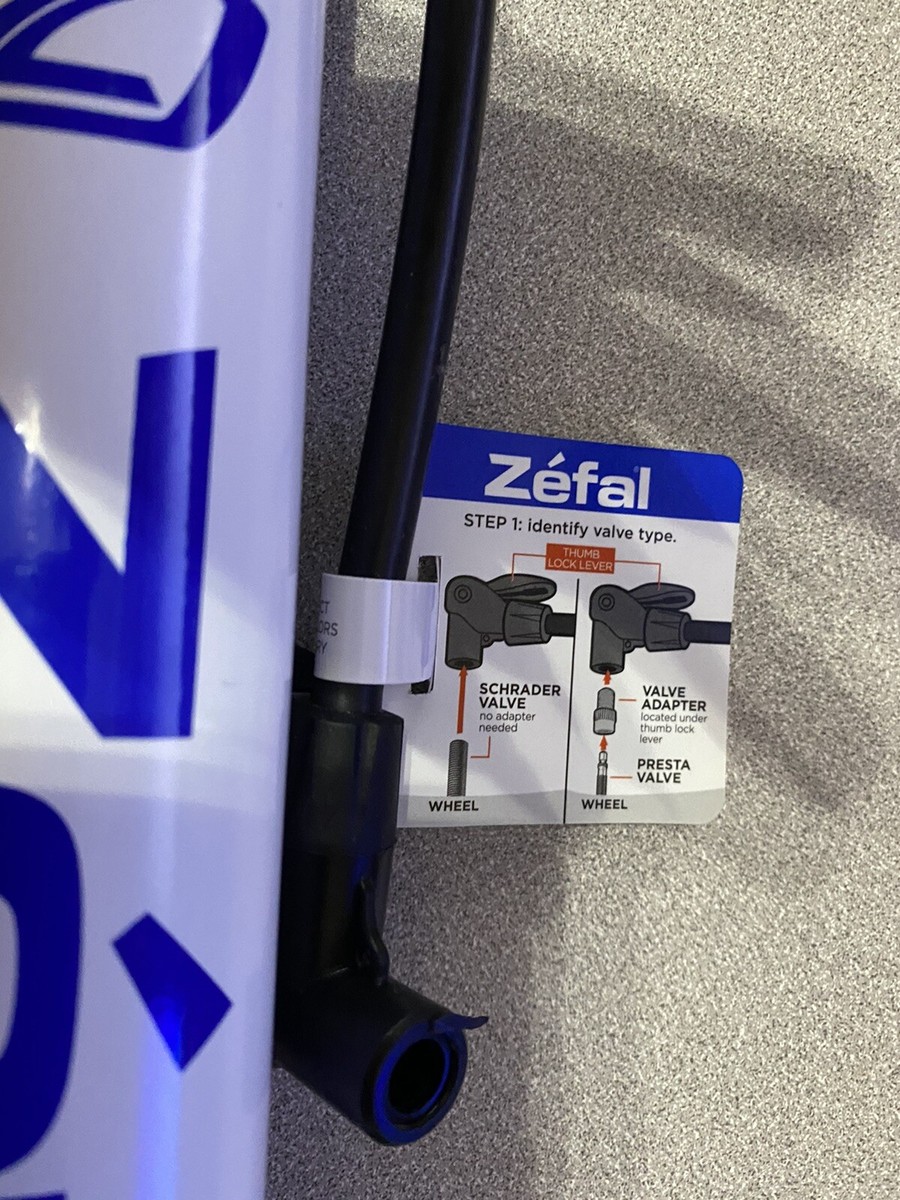 Zéfal
STEP 1: identify valve type.
THUMB
LOCK LEVER
SCHRADER
VALVE
no adapter
needed
WHEEL
VALVE
ADAPTER
located under
thumb lock
lever
PRESTA
VALVE
WHEEL